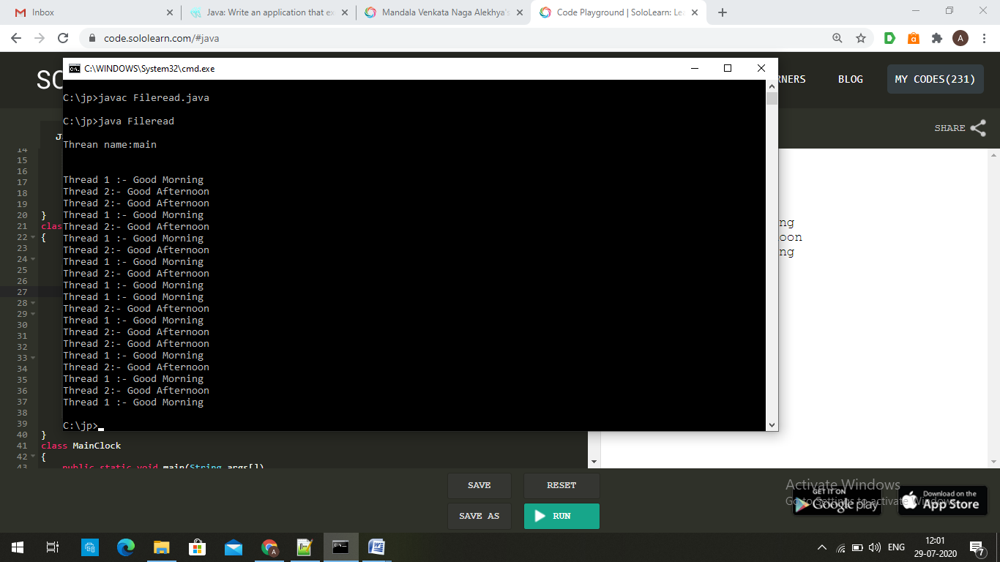 Inbox
Java: Write an application that ex
Mandala Venkata Naga Alekhya's
Code Playground | SoloLearn: Le
code.sololearn.com/#java
A
C:\WINDOWS\System32\cmd.exe
SO
RNERS
BLOG
MY CODES(231)
SHARE
C:\jp>javac Fileread.java
C:\jp>java Fileread
Threan name:main
Thread 1 :- Good Morning
Thread 2:- Good Afternoon
Thread 2:- Good Afternoon
Thread 1 :- Good Morning
Thread 2:- Good Afternoon
Thread 1 :- Good Morning
Thread 2:- Good Afternoon
Thread 1 :- Good Morning
Thread 2:- Good Afternoon
Thread 1 :- Good Morning
Thread 1 :- Good Morning
Thread 2:- Good Afternoon
Thread 1 :- Good Morning
Thread 2:- Good Afternoon
Thread 2:- Good Afternoon
Thread 1 :- Good Morning
Thread 2:- Good Afternoon
Thread 1 :- Good Morning
Thread 2:- Good Afternoon
Thread 1 :- Good Morning
C:\jp>
J
14
15
16
17
18
19
20 }
21 clas
22 {
23
24
25
26
27
28
29
30
31
32
33
34
35
36
37
38
39
40 }
41 class MainClock
42 {
43 public static void main(String args[])
ng
oon
ng
SAVE
RESET
SAVE AS
RUN
Activate Windows
Go to Settings to activate Windows.
GET IT ON
Google play
Download on the
App Store
ENG
12:01
29-07-2020
7